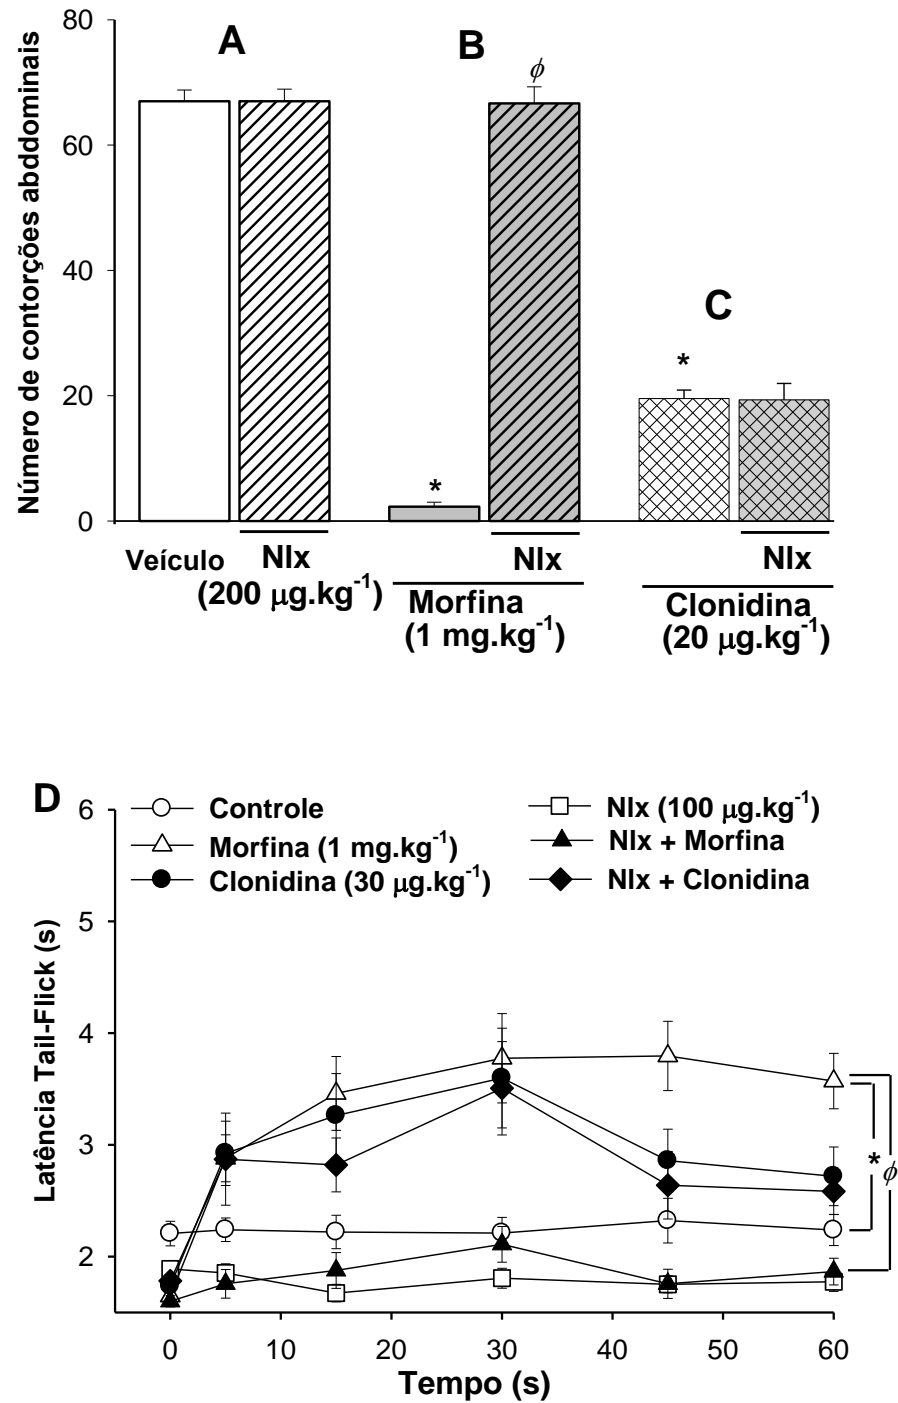 80
A
B
ϕ
60
40
C
*
20
*
0
Número de contorções abddominais
Veículo
Nlx
(200 μg.kg-1)
Nlx
Morfina
(1 mg.kg-1)
Nlx
Clonidina
(20 μg.kg-1)
D
Controle
Morfina (1 mg.kg-1)
Clonidina (30 μg.kg-1)
Nlx (100 μg.kg-1)
Nlx + Morfina
Nlx + Clonidina
6
5
4
3
2
Latência Tail-Flick (s)
* ϕ
0 10 20 30 40 50 60
Tempo (s)